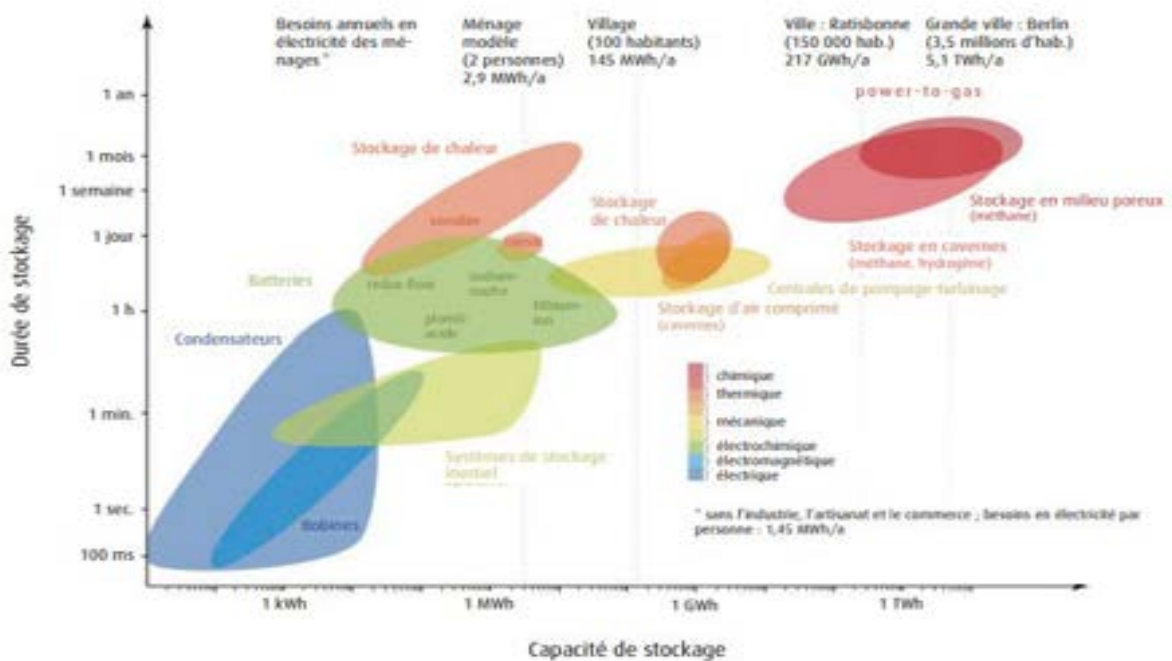 Besoins annuels en
électricité des mé-
nages *
Ménage
modèle
(2 personnes)
2,9 MWh/a
Village
(100 habitants)
145 MWh/a
Ville : Ratisbonne
(150 000 hab.)
217 GWh/a
Grande ville : Berlin
(3,5 millions d'hab.)
5,1 TWh/a
Durée de stockage
1 an
1 mois
1 semaine
1 jour
1 h
1 min.
1 sec.
100 ms
power-to-gas
Stockage de chaleur
Stockage
de chaleur
Stockage en milieu poreux
(méthane)
Stockage en cavernes
(méthane, hydrogène)
Batteries
redox-flow
sodium-
soufre
plomb-
acide
lithium-
ion
Centrales de pompage-turbinage
Stockage d'air comprimé
(cavernes)
Condensateurs
Systèmes de stockage
inertiel
Bobines
chimique
thermique
mécanique
électrochimique
électromagnétique
électrique
* sans l'industrie, l'artisanat et le commerce ; besoins en électricité par
personne : 1,45 MWh/a
1 kWh
1 MWh
1 GWh
1 TWh
Capacité de stockage